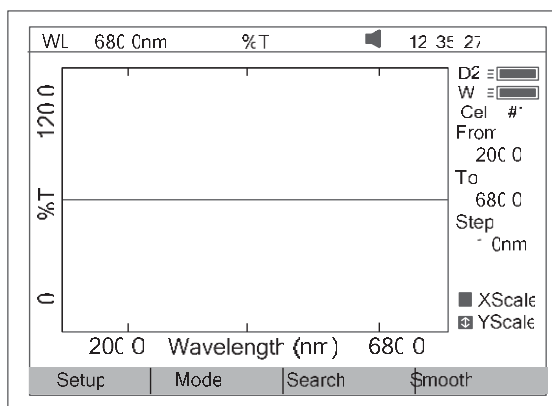 WL 680.0nm %T 12:35:27
120.0
%T
0
D2
W
Cell #1
From
200.0
To
680.0
Step
1.0nm
XScale
YScale
200.0 Wavelength (nm) 680.0
Setup Mode Search Smooth